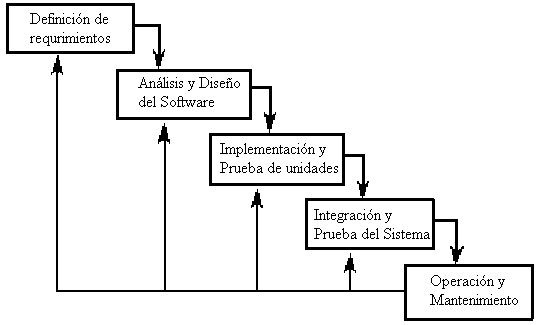 Definición de
requrimientos
Análisis y Diseño
del Software
Implementación y
Prueba de unidades
Integración y
Prueba del Sistema
Operación y
Mantenimiento